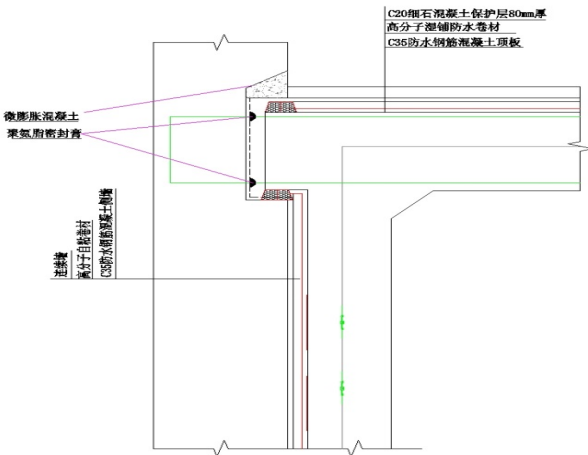 C20细石混凝土保护层80mm厚
高分子湿铺防水卷材
C35防水钢筋混凝土顶板
微膨胀混凝土
聚氨脂密封膏
连续墙
高分子自粘卷材
C35防水钢筋混凝土侧墙